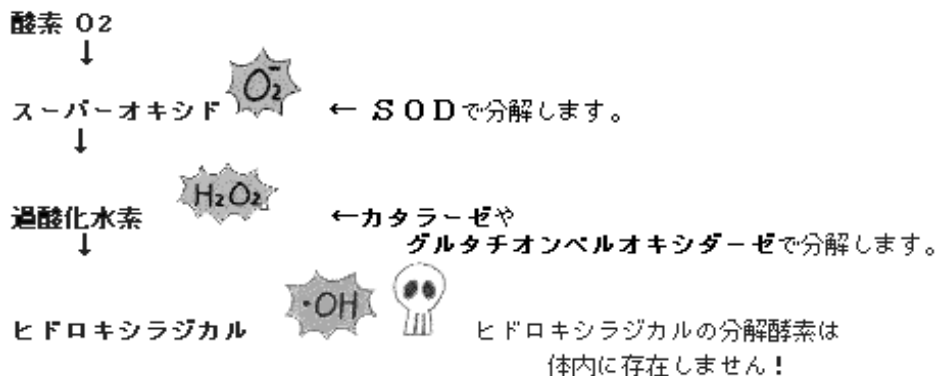 酸素 O2
↓
スーパーオキシド O2⁻ ← SODで分解します。
↓
過酸化水素 H2O2 ←カタラーゼや
グルタチオンペルオキシダーゼで分解します。
↓
ヒドロキシラジカル ・OH ヒドロキシラジカルの分解酵素は
体内に存在しません！